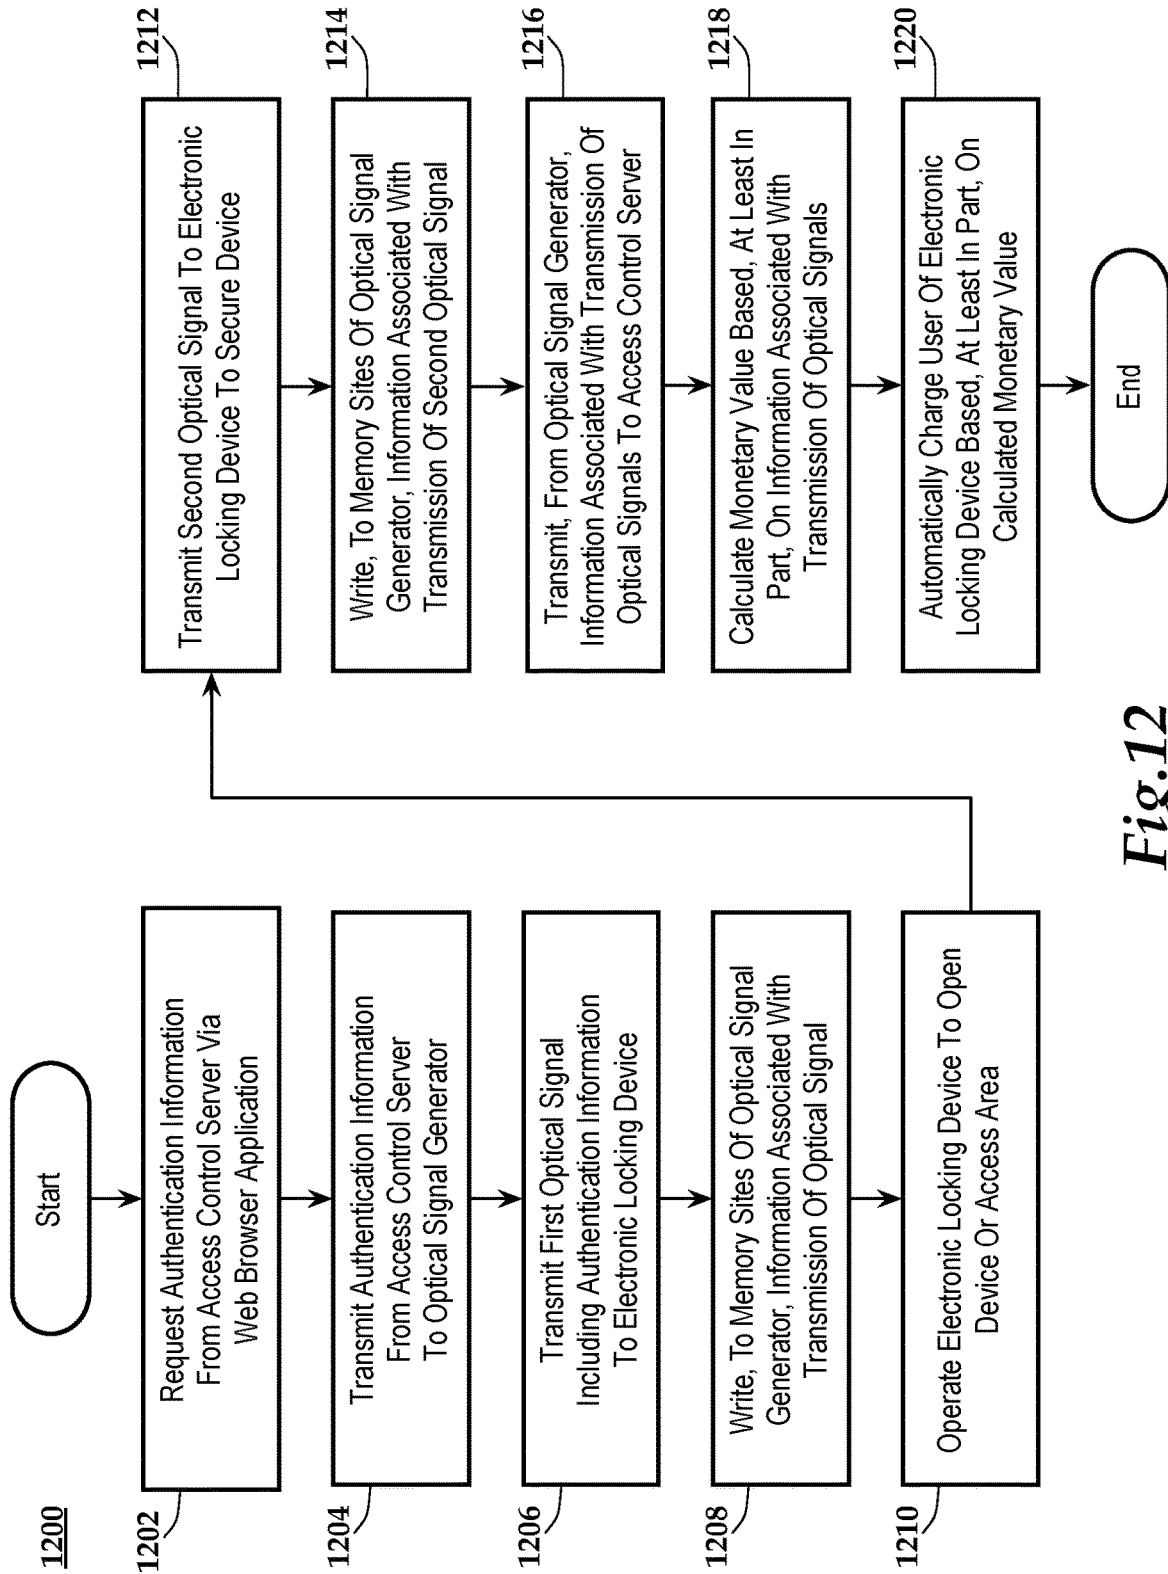 1200
Start
1202
Request Authentication Information
From Access Control Server Via
Web Browser Application
1204
Transmit Authentication Information
From Access Control Server
To Optical Signal Generator
1206
Transmit First Optical Signal
Including Authentication Information
To Electronic Locking Device
1208
Write, To Memory Sites Of Optical Signal
Generator, Information Associated With
Transmission Of Optical Signal
1210
Operate Electronic Locking Device To Open
Device Or Access Area
1212
Transmit Second Optical Signal To Electronic
Locking Device To Secure Device
1214
Write, To Memory Sites Of Optical Signal
Generator, Information Associated With
Transmission Of Second Optical Signal
1216
Transmit, From Optical Signal Generator,
Information Associated With Transmission Of
Optical Signals To Access Control Server
1218
Calculate Monetary Value Based, At Least In
Part, On Information Associated With
Transmission Of Optical Signals
1220
Automatically Charge User Of Electronic
Locking Device Based, At Least In Part, On
Calculated Monetary Value
End
Fig.12